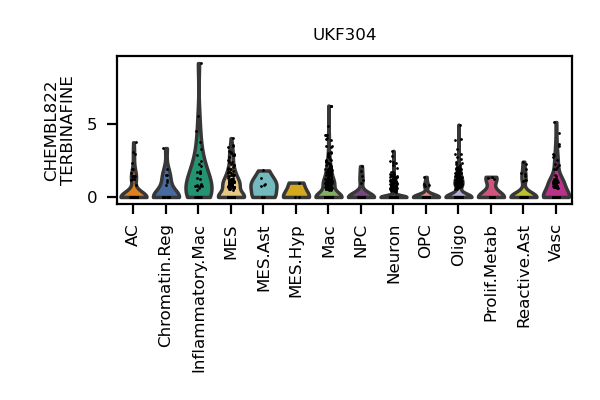 UKF304
CHEMBL822
TERBINAFINE
5
0
AC
Chromatin.Reg
Inflammatory.Mac
MES
MES.Ast
MES.Hyp
Mac
NPC
Neuron
OPC
Oligo
Prolif.Metab
Reactive.Ast
Vasc